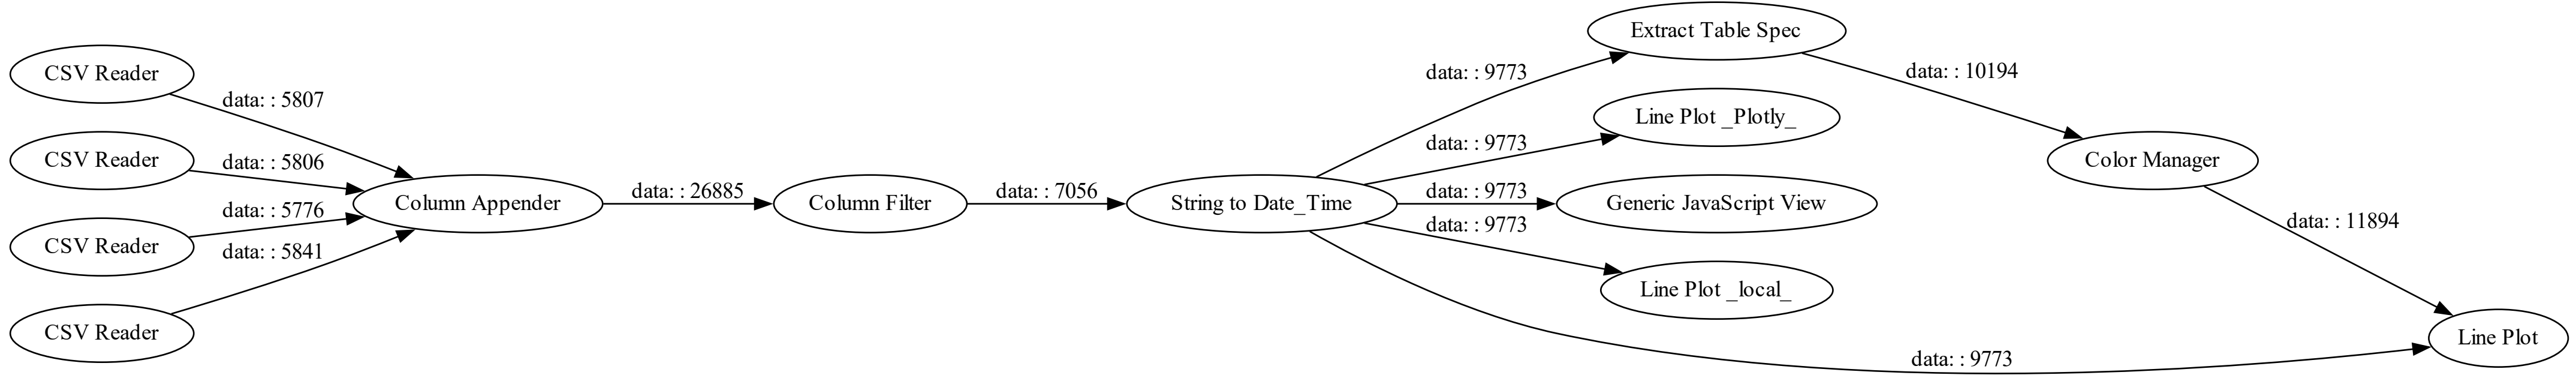 CSV Reader
data: : 5807
CSV Reader
data: : 5806
CSV Reader
data: : 5776
CSV Reader
data: : 5841
Column Appender
data: : 26885
Column Filter
data: : 7056
String to Date_Time
data: : 9773
Extract Table Spec
data: : 9773
Line Plot _Plotly_
data: : 9773
Generic JavaScript View
data: : 9773
Line Plot _local_
data: : 10194
Color Manager
data: : 11894
data: : 9773
Line Plot